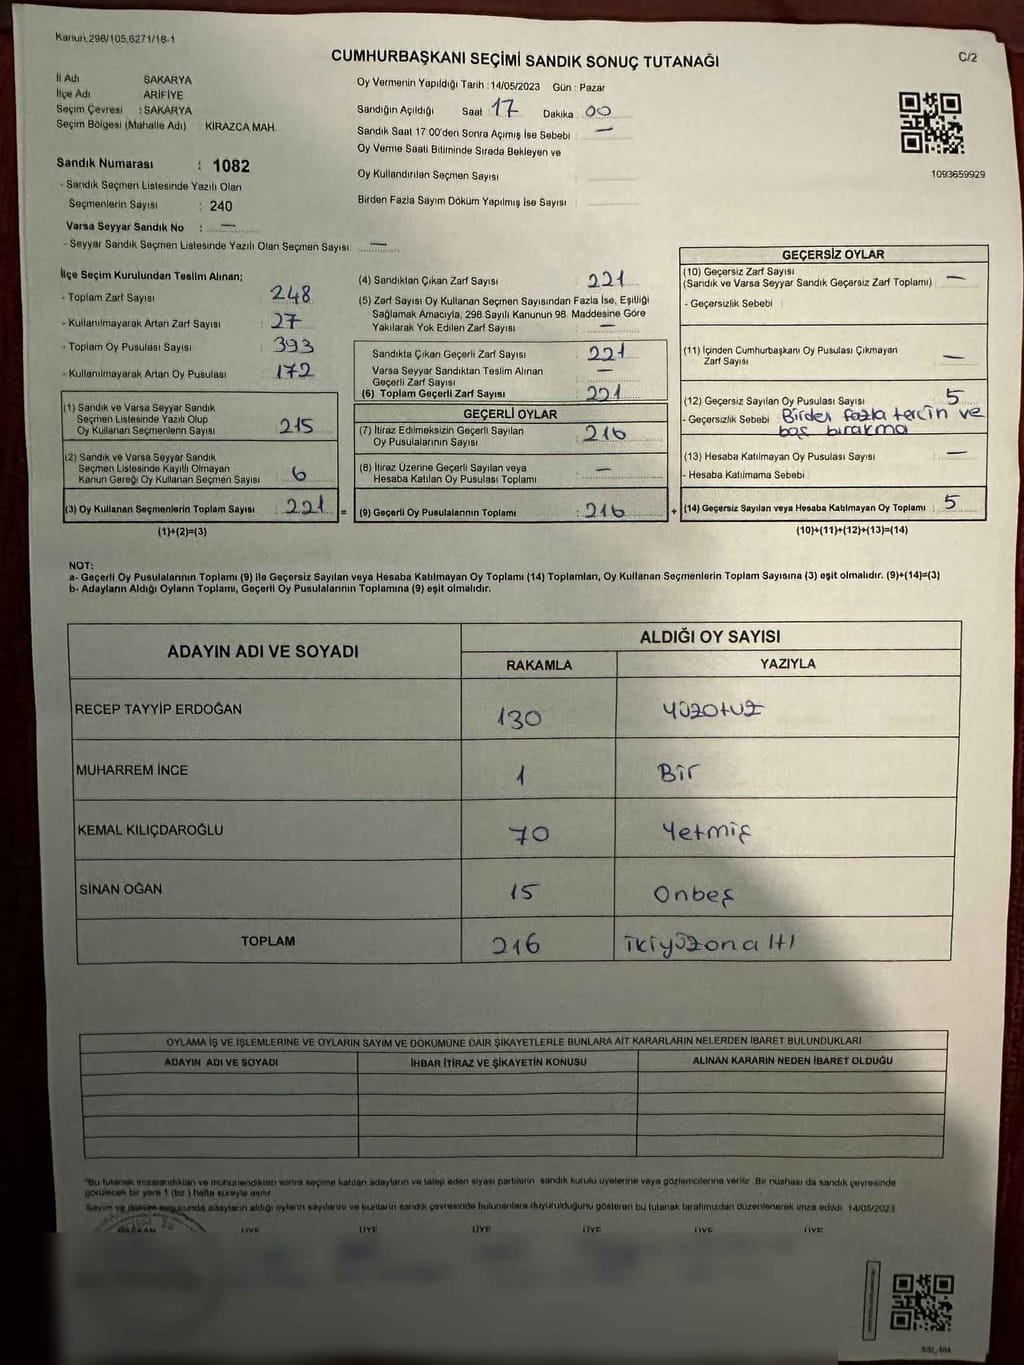 Kanun.298/105,6271/18-1
CUMHURBAŞKANI SEÇİMİ SANDIK SONUÇ TUTANAĞI
C/2
İl Adı SAKARYA
İlçe Adı ARİFİYE
Seçim Çevresi : SAKARYA
Seçim Bölgesi (Mahalle Adı) KİRAZCA MAH.
Oy Vermenin Yapıldığı Tarih :14/05/2023 Gün : Pazar
Sandığın Açıldığı Saat 17 Dakika 00
Sandık Saat 17:00'den Sonra Açımış İse Sebebi : —
Oy Verme Saati Bitiminde Sırada Bekleyen ve
Oy Kullandırılan Seçmen Sayısı
Birden Fazla Sayım Döküm Yapılmış İse Sayısı
1093659929
Sandık Numarası : 1082
- Sandık Seçmen Listesinde Yazılı Olan
Seçmenlerin Sayısı : 240
Varsa Seyyar Sandık No : —
- Seyyar Sandık Seçmen Listesinde Yazılı Olan Seçmen Sayısı: —
İlçe Seçim Kurulundan Teslim Alınan;
- Toplam Zarf Sayısı : 248
- Kullanılmayarak Artan Zarf Sayısı : 27
- Toplam Oy Pusulası Sayısı : 393
- Kullanılmayarak Artan Oy Pusulası : 172
(1) Sandık ve Varsa Seyyar Sandık
Seçmen Listesinde Yazılı Olup
Oy Kullanan Seçmenlerin Sayısı : 215
(2) Sandık ve Varsa Seyyar Sandık
Seçmen Listesinde Kayıtlı Olmayan
Kanun Gereği Oy Kullanan Seçmen Sayısı : 6
(3) Oy Kullanan Seçmenlerin Toplam Sayısı : 221 =
(1)+(2)=(3)
(4) Sandıktan Çıkan Zarf Sayısı : 221
(5) Zarf Sayısı Oy Kullanan Seçmen Sayısından Fazla İse, Eşitliği
Sağlamak Amacıyla, 298 Sayılı Kanunun 98. Maddesine Göre
Yakılarak Yok Edilen Zarf Sayısı : —
Sandıkta Çıkan Geçerli Zarf Sayısı : 221
Varsa Seyyar Sandıktan Teslim Alınan
Geçerli Zarf Sayısı : —
(6) Toplam Geçerli Zarf Sayısı : 221
GEÇERLİ OYLAR
(7) İtiraz Edilmeksizin Geçerli Sayılan
Oy Pusulalarının Sayısı : 216
(8) İtiraz Üzerine Geçerli Sayılan veya
Hesaba Katılan Oy Pusulası Toplamı : —
(9) Geçerli Oy Pusulalarının Toplamı : 216 +
GEÇERSİZ OYLAR
(10) Geçersiz Zarf Sayısı
(Sandık ve Varsa Seyyar Sandık Geçersiz Zarf Toplamı) : —
- Geçersizlik Sebebi :
(11) İçinden Cumhurbaşkanı Oy Pusulası Çıkmayan
Zarf Sayısı : —
(12) Geçersiz Sayılan Oy Pusulası Sayısı : 5
- Geçersizlik Sebebi Birden fazla tercin ve
boş bırakma
(13) Hesaba Katılmayan Oy Pusulası Sayısı : —
- Hesaba Katılmama Sebebi :
(14) Geçersiz Sayılan veya Hesaba Katılmayan Oy Toplamı : 5
(10)+(11)+(12)+(13)=(14)
NOT:
a- Geçerli Oy Pusulalarının Toplamı (9) ile Geçersiz Sayılan veya Hesaba Katılmayan Oy Toplamı (14) Toplamları, Oy Kullanan Seçmenlerin Toplam Sayısına (3) eşit olmalıdır. (9)+(14)=(3)
b- Adayların Aldığı Oyların Toplamı, Geçerli Oy Pusulalarının Toplamına (9) eşit olmalıdır.
ADAYIN ADI VE SOYADI
ALDIĞI OY SAYISI
RAKAMLA YAZIYLA
RECEP TAYYİP ERDOĞAN 130 Yüzotuz
MUHARREM İNCE 1 Bir
KEMAL KILIÇDAROĞLU 70 Yetmiş
SİNAN OĞAN 15 Onbeş
TOPLAM 216 ikiyüzonaltı
OYLAMA İŞ VE İŞLEMLERİNE VE OYLARIN SAYIM VE DÖKÜMÜNE DAİR ŞİKAYETLERLE BUNLARA AİT KARARLARIN NELERDEN İBARET BULUNDUKLARI
ADAYIN ADI VE SOYADI İHBAR İTİRAZ VE ŞİKAYETİN KONUSU ALINAN KARARIN NEDEN İBARET OLDUĞU
"Bu tutanak imzalandıktan ve mühürlendikten sonra seçime katılan adayların ve talep eden siyasi partilerin sandık kurulu üyelerine veya gözlemcilerine verilir. Bir nushası da sandık çevresinde
görülecek bir yere 1 (bir ) hafta süreyle asılır.
Sayım ve döküm sonucunda adayların aldığı oyların sayılarını ve bunların sandık çevresinde bulunanlara duyurulduğunu gösteren bu tutanak tarafımızdan düzenlenerek imza edildi. 14/05/2023
BAŞKAN ÜYE ÜYE ÜYE ÜYE ÜYE ÜYE